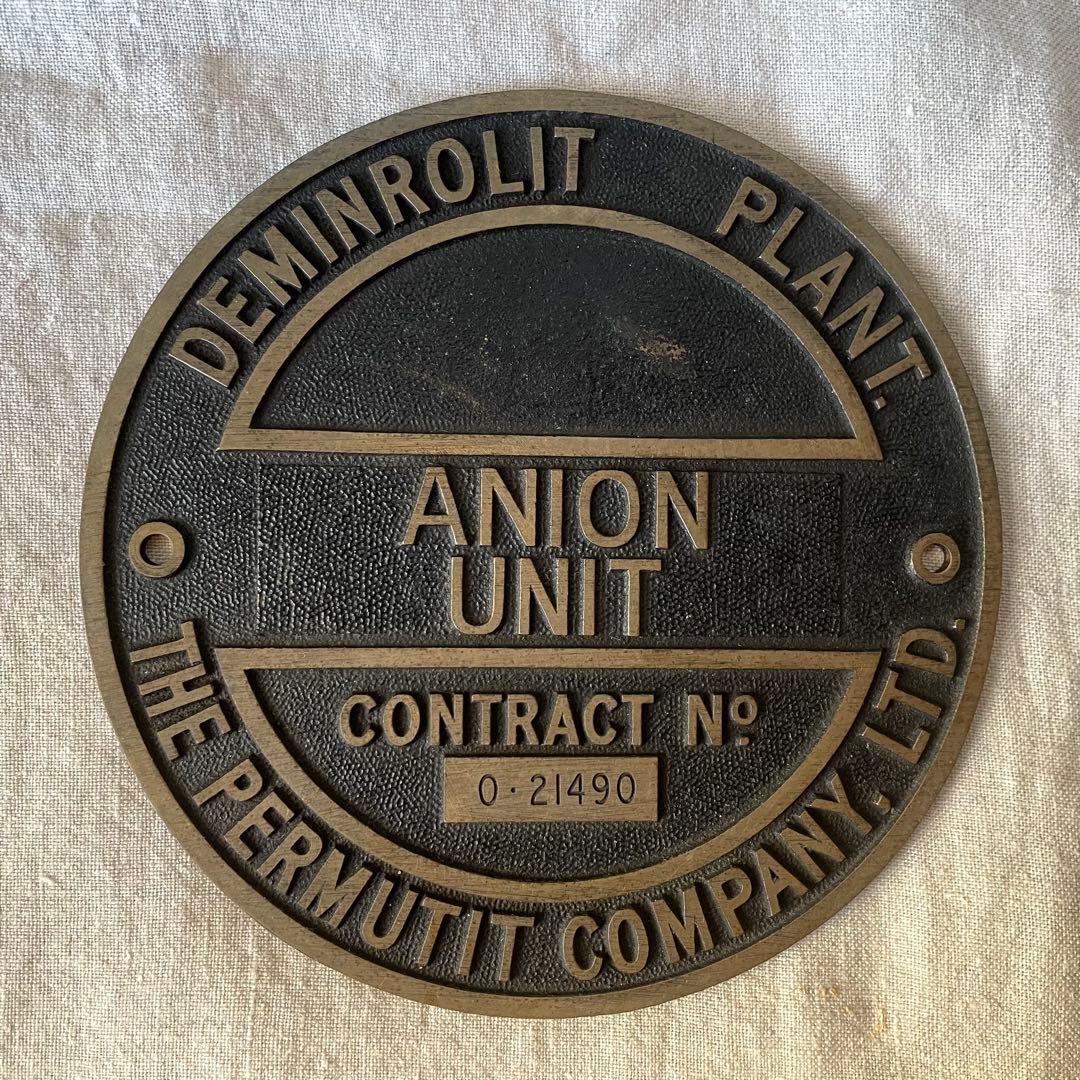 DEMINROLIT PLANT.
ANION
UNIT
CONTRACT Nº
0·21490
THE PERMUTIT COMPANY, LTD.